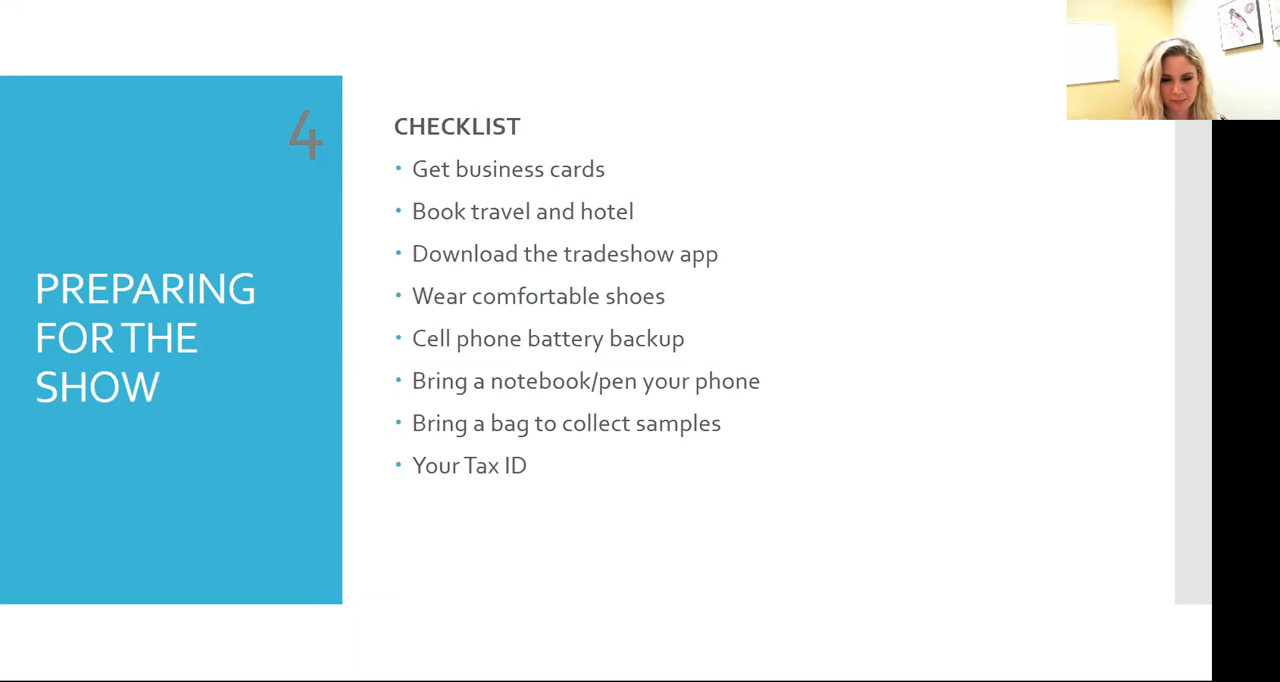 4
PREPARING
FOR THE
SHOW
CHECKLIST
• Get business cards
• Book travel and hotel
• Download the tradeshow app
• Wear comfortable shoes
• Cell phone battery backup
• Bring a notebook/pen your phone
• Bring a bag to collect samples
• Your Tax ID